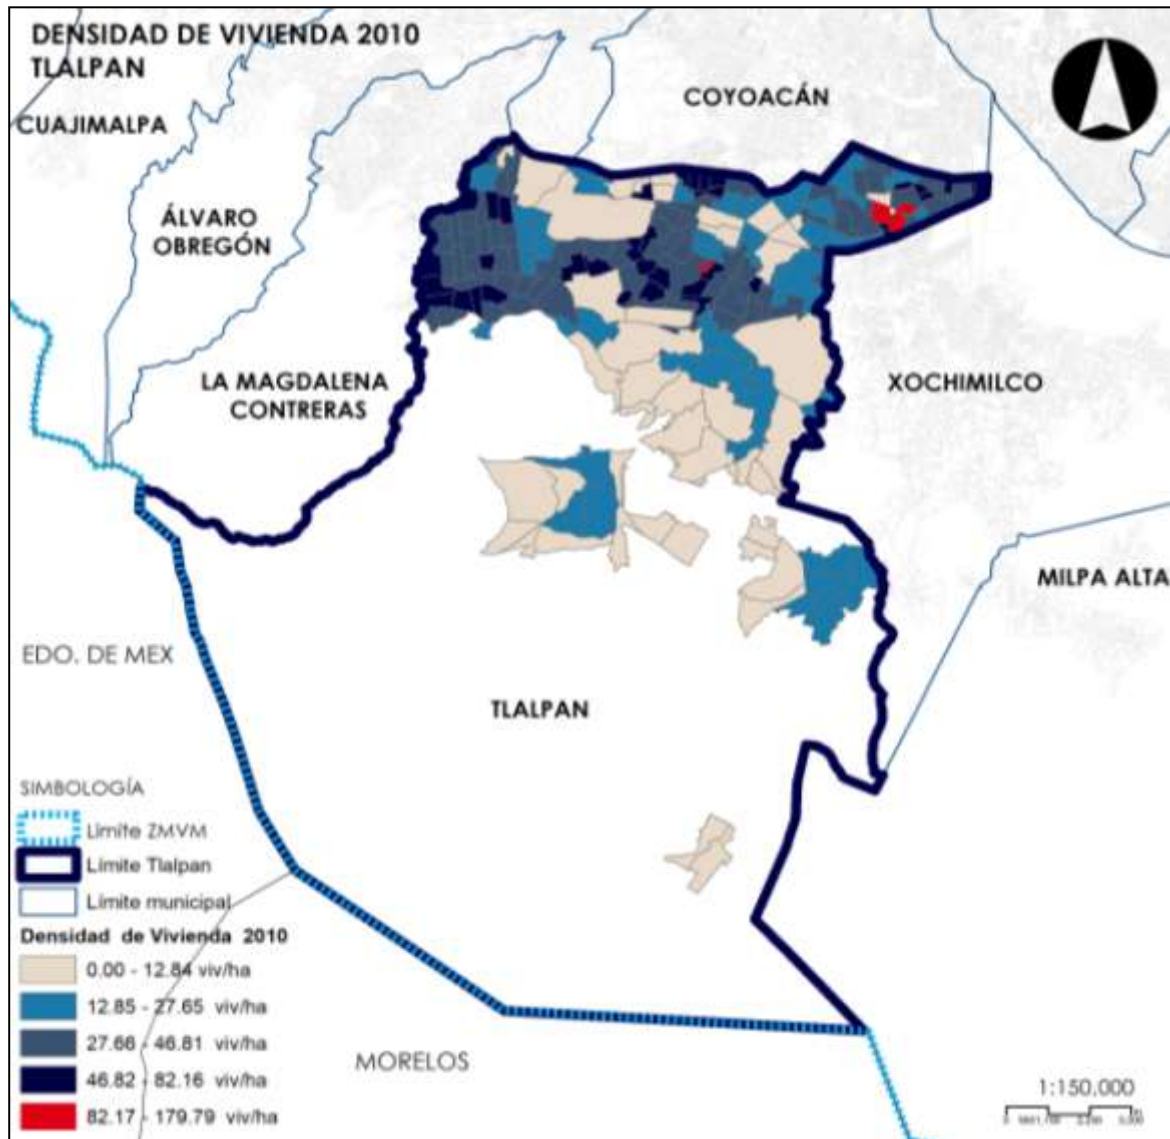 DENSIDAD DE VIVIENDA 2010
TLALPAN
CUAJIMALPA
COYOACÁN
ÁLVARO
OBREGÓN
LA MAGDALENA
CONTRERAS
XOCHIMILCO
MILPA ALTA
EDO. DE MEX
TLALPAN
MORELOS
SIMBOLOGÍA
Límite ZMVM
Límite Tlalpan
Límite municipal
Densidad de Vivienda 2010
0.00 - 12.84 viv/ha
12.85 - 27.65 viv/ha
27.66 - 46.81 viv/ha
46.82 - 82.16 viv/ha
82.17 - 179.79 viv/ha
1:150,000